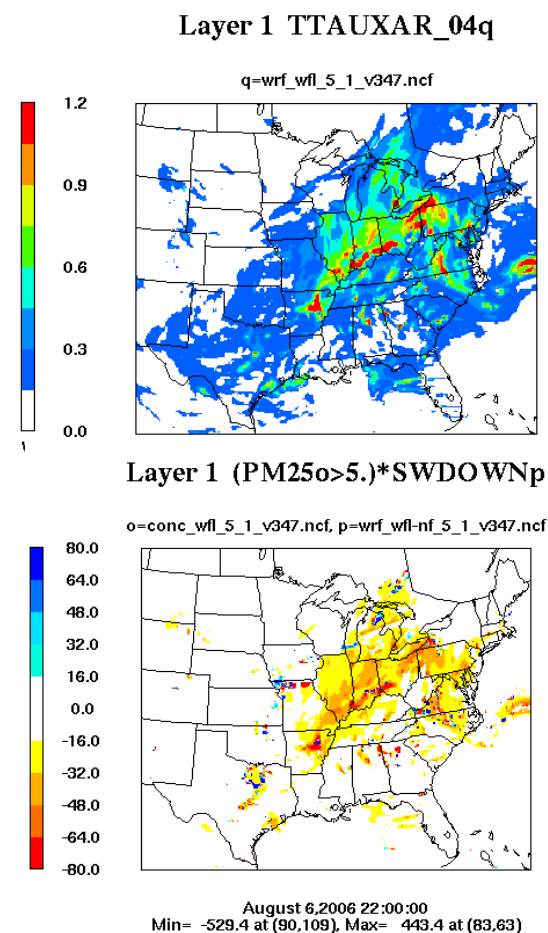 Layer 1 TTAUXAR_04q
q=wrf_wfl_5_1_v347.ncf
1.2
0.9
0.6
0.3
0.0
Layer 1 (PM25o>5.)*SWDOWNp
o=conc_wfl_5_1_v347.ncf, p=wrf_wfl-nf_5_1_v347.ncf
80.0
64.0
48.0
32.0
16.0
0.0
-16.0
-32.0
-48.0
-64.0
-80.0
August 6,2006 22:00:00
Min= -529.4 at (90,109), Max= 443.4 at (83,63)